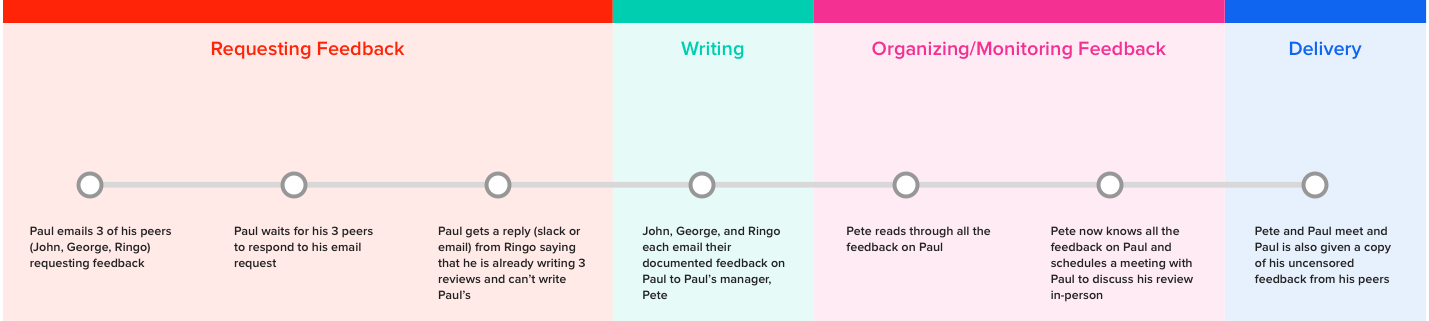 Requesting Feedback
Writing
Organizing/Monitoring Feedback
Delivery
Paul emails 3 of his peers
(John, George, Ringo)
requesting feedback
Paul waits for his 3 peers
to respond to his email
request
Paul gets a reply (slack or
email) from Ringo saying
that he is already writing 3
reviews and can't write
Paul's
John, George, and Ringo
each email their
documented feedback on
Paul to Paul's manager,
Pete
Pete reads through all the
feedback on Paul
Pete now knows all the
feedback on Paul and
schedules a meeting with
Paul to discuss his review
in-person
Pete and Paul meet and
Paul is also given a copy
of his uncensored
feedback from his peers